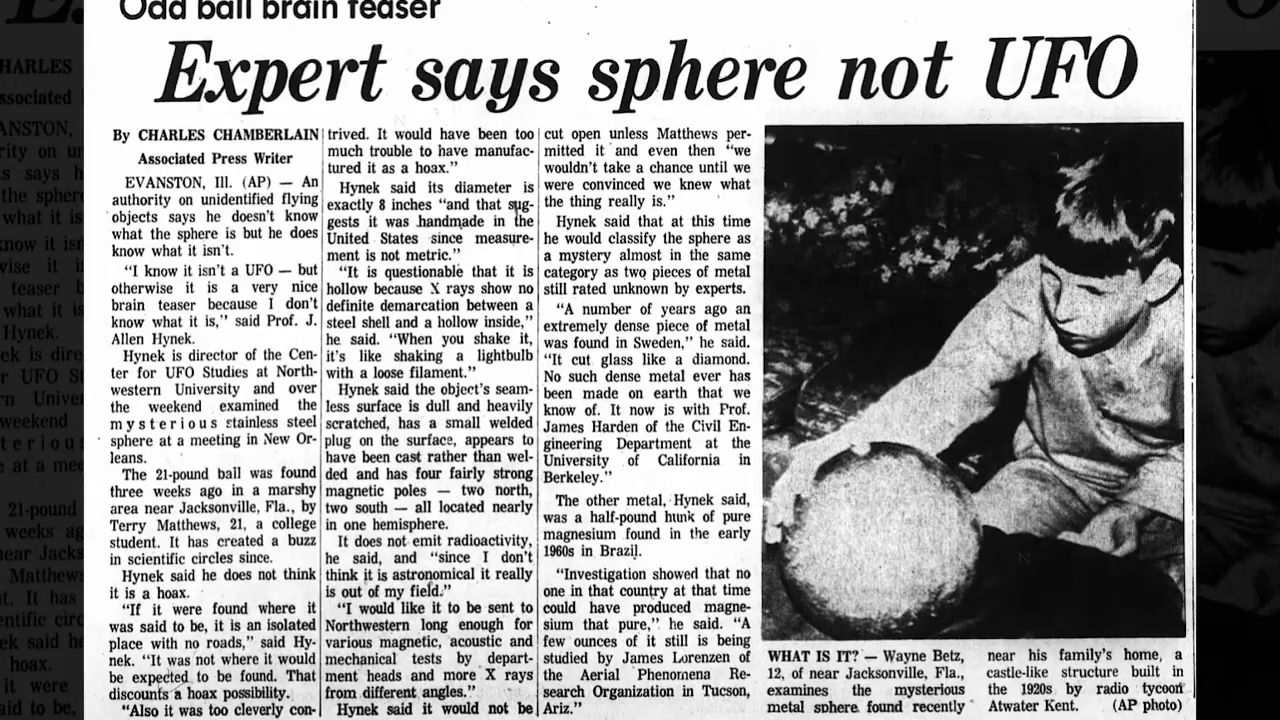 Odd ball brain teaser
Expert says sphere not UFO
By CHARLES CHAMBERLAIN
Associated Press Writer
EVANSTON, Ill. (AP) — An
authority on unidentified flying
objects says he doesn't know
what the sphere is but he does
know what it isn't.
"I know it isn't a UFO — but
otherwise it is a very nice
brain teaser because I don't
know what it is," said Prof. J.
Allen Hynek.
Hynek is director of the Cen-
ter for UFO Studies at North-
western University and over
the weekend examined the
mysterious stainless steel
sphere at a meeting in New Or-
leans.
The 21-pound ball was found
three weeks ago in a marshy
area near Jacksonville, Fla., by
Terry Matthews, 21, a college
student. It has created a buzz
in scientific circles since.
Hynek said he does not think
it is a hoax.
"If it were found where it
was said to be, it is an isolated
place with no roads," said Hy-
nek. "It was not where it would
be expected to be found. That
discounts a hoax possibility.
"Also it was too cleverly con-
trived. It would have been too
much trouble to have manufac-
tured it as a hoax."
Hynek said its diameter is
exactly 8 inches "and that sug-
gests it was handmade in the
United States since measure-
ment is not metric."
"It is questionable that it is
hollow because X rays show no
definite demarcation between a
steel shell and a hollow inside,"
he said. "When you shake it,
it's like shaking a lightbulb
with a loose filament."
Hynek said the object's seam-
less surface is dull and heavily
scratched, has a small welded
plug on the surface, appears to
have been cast rather than wel-
ded and has four fairly strong
magnetic poles — two north,
two south — all located nearly
in one hemisphere.
It does not emit radioactivity,
he said, and "since I don't
think it is astronomical it really
is out of my field."
"I would like it to be sent to
Northwestern long enough for
various magnetic, acoustic and
mechanical tests by depart-
ment heads and more X rays
from different angles."
Hynek said it would not be
cut open unless Matthews per-
mitted it and even then "we
wouldn't take a chance until we
were convinced we knew what
the thing really is."
Hynek said that at this time
he would classify the sphere as
a mystery almost in the same
category as two pieces of metal
still rated unknown by experts.
"A number of years ago an
extremely dense piece of metal
was found in Sweden," he said.
"It cut glass like a diamond.
No such dense metal ever has
been made on earth that we
know of. It now is with Prof.
James Harden of the Civil En-
gineering Department at the
University of California in
Berkeley."
The other metal, Hynek said,
was a half-pound hunk of pure
magnesium found in the early
1960s in Brazil.
"Investigation showed that no
one in that country at that time
could have produced magne-
sium that pure," he said. "A
few ounces of it still is being
studied by James Lorenzen of
the Aerial Phenomena Re-
search Organization in Tucson,
Ariz."
WHAT IS IT? — Wayne Betz,
12, of near Jacksonville, Fla.,
examines the mysterious
metal sphere found recently
near his family's home, a
castle-like structure built in
the 1920s by radio tycoon
Atwater Kent. (AP photo)